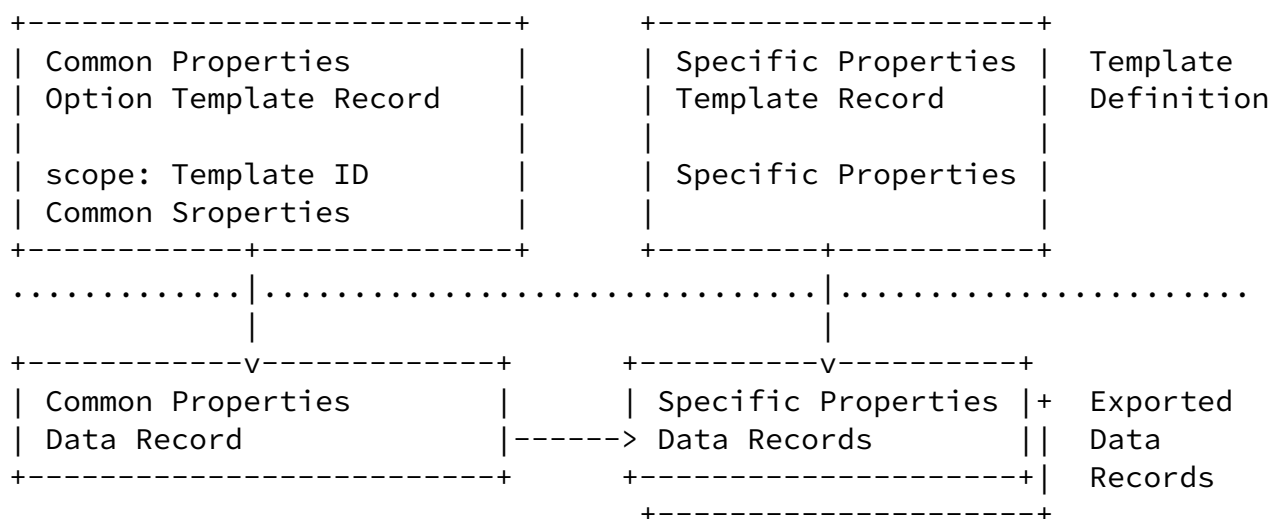 +---------------------------+      +---------------------+
| Common Properties         |      | Specific Properties |  Template
| Option Template Record    |      | Template Record     |  Definition
|                           |      |                     |
| scope: Template ID        |      | Specific Properties |
| Common Sroperties         |      |                     |
+------------+--------------+      +---------+-----------+
.............|...............................|.......................
             |                               |
+------------v-------------+      +----------v----------+
| Common Properties        |      | Specific Properties |+  Exported
| Data Record              |------> Data Records        ||  Data
+--------------------------+      +---------------------+|  Records
                                   +---------------------+